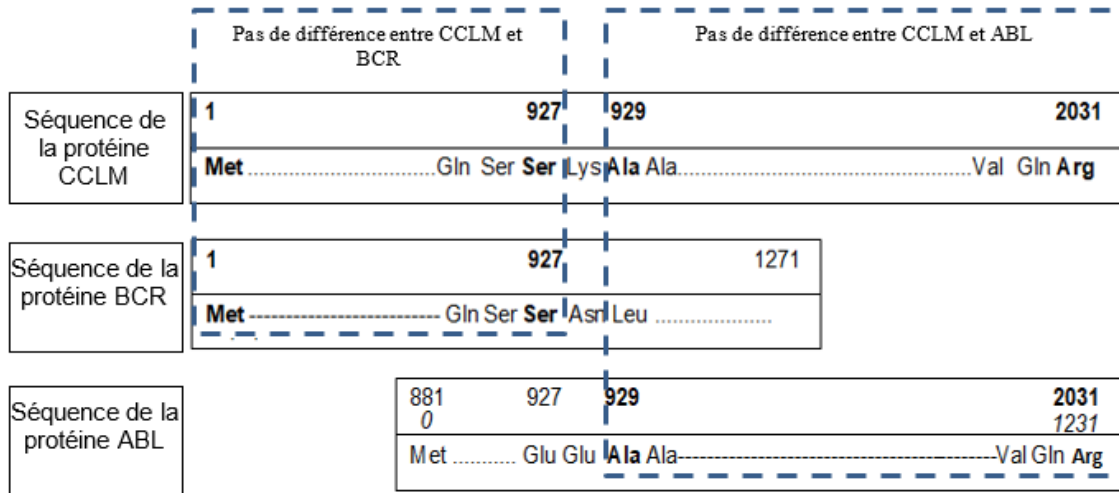 Pas de différence entre CCLM et
BCR
Pas de différence entre CCLM et ABL
Séquence de
la protéine
CCLM
1 927 929 2031
Met ............................Gln Ser Ser Lys Ala Ala................................................Val Gln Arg
Séquence de la
protéine BCR
1 927 1271
Met --------------------------- Gln Ser Ser Asn Leu .....................
Séquence de la
protéine ABL
881 927 929 2031
0 1231
Met .......... Glu Glu Ala Ala---------------------------------------------Val Gln Arg